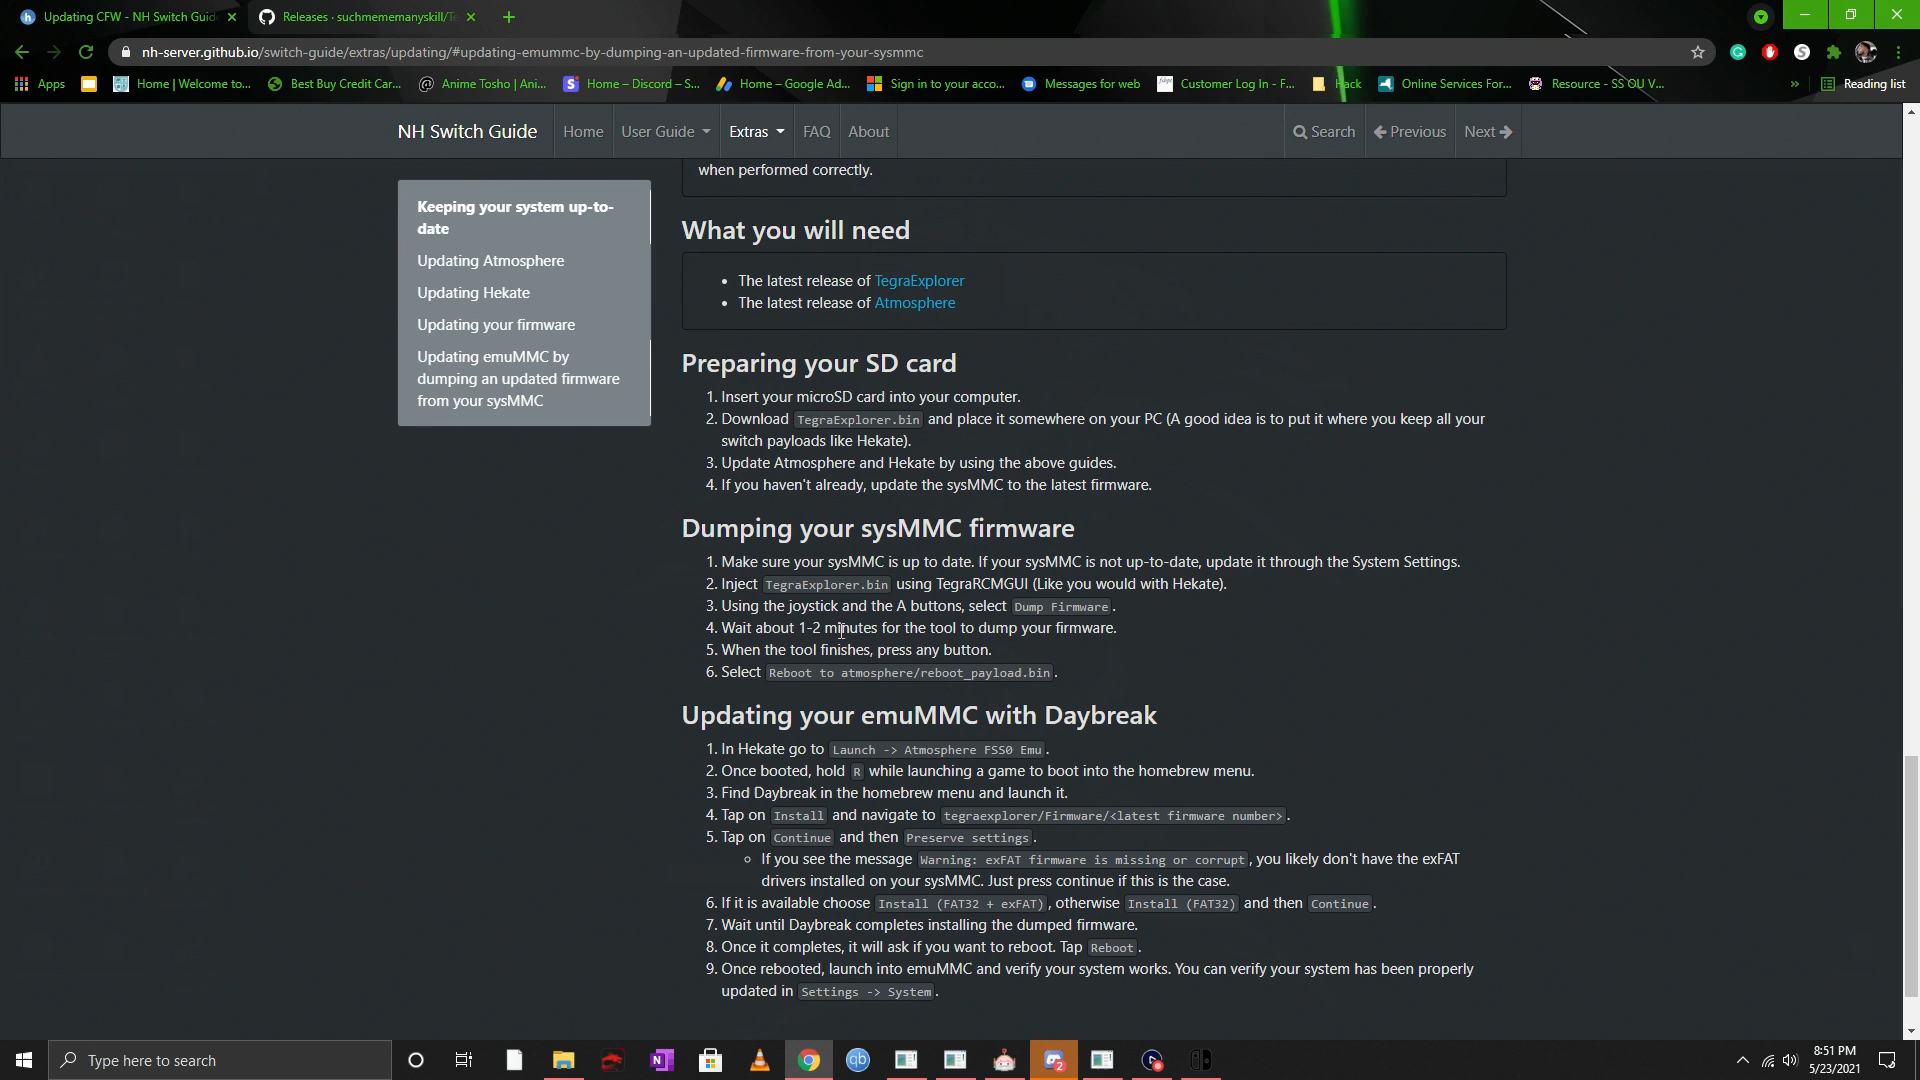 Updating CFW - NH Switch Guid
Releases · suchmememanyskill/Te
nh-server.github.io/switch-guide/extras/updating/#updating-emummc-by-dumping-an-updated-firmware-from-your-sysmmc
Apps
Home | Welcome to...
Best Buy Credit Car...
Anime Tosho | Ani...
Home – Discord – S...
Home – Google Ad...
Sign in to your acco...
Messages for web
Customer Log In - F...
Hack
Online Services For...
Resource - SS OU V...
»
Reading list
NH Switch Guide
Home
User Guide
Extras
FAQ
About
Search
Previous
Next
Keeping your system up-to-
date
Updating Atmosphere
Updating Hekate
Updating your firmware
Updating emuMMC by
dumping an updated firmware
from your sysMMC
when performed correctly.
What you will need
• The latest release of TegraExplorer
• The latest release of Atmosphere
Preparing your SD card
1. Insert your microSD card into your computer.
2. Download TegraExplorer.bin and place it somewhere on your PC (A good idea is to put it where you keep all your
switch payloads like Hekate).
3. Update Atmosphere and Hekate by using the above guides.
4. If you haven't already, update the sysMMC to the latest firmware.
Dumping your sysMMC firmware
1. Make sure your sysMMC is up to date. If your sysMMC is not up-to-date, update it through the System Settings.
2. Inject TegraExplorer.bin using TegraRCMGUI (Like you would with Hekate).
3. Using the joystick and the A buttons, select Dump Firmware.
4. Wait about 1-2 minutes for the tool to dump your firmware.
5. When the tool finishes, press any button.
6. Select Reboot to atmosphere/reboot_payload.bin.
Updating your emuMMC with Daybreak
1. In Hekate go to Launch -> Atmosphere FSS0 Emu.
2. Once booted, hold R while launching a game to boot into the homebrew menu.
3. Find Daybreak in the homebrew menu and launch it.
4. Tap on Install and navigate to tegraexplorer/Firmware/<latest firmware number>.
5. Tap on Continue and then Preserve settings.
◦ If you see the message Warning: exFAT firmware is missing or corrupt, you likely don't have the exFAT
drivers installed on your sysMMC. Just press continue if this is the case.
6. If it is available choose Install (FAT32 + exFAT), otherwise Install (FAT32) and then Continue.
7. Wait until Daybreak completes installing the dumped firmware.
8. Once it completes, it will ask if you want to reboot. Tap Reboot.
9. Once rebooted, launch into emuMMC and verify your system works. You can verify your system has been properly
updated in Settings -> System.
Type here to search
qb
2
8:51 PM
5/23/2021